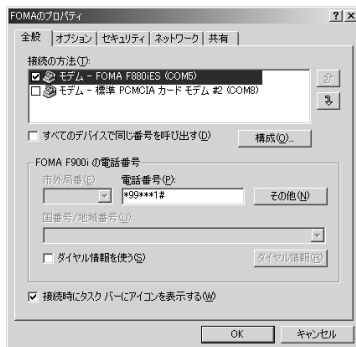 FOMAのプロパティ
全般 オプション セキュリティ ネットワーク 共有
接続の方法(T):
モデム - FOMA F880iES (COM5)
モデム - 標準 PCMCIA カード モデム #2 (COM8)
すべてのデバイスで同じ番号を呼び出す(D)
構成(O)...
FOMA F900i の電話番号
市外局番(E): 電話番号(P):
*99***1#
その他(N)
国番号/地域番号(U):
ダイヤル情報を使う(S)
ダイヤル情報(R)
接続時にタスク バーにアイコンを表示する(W)
OK キャンセル